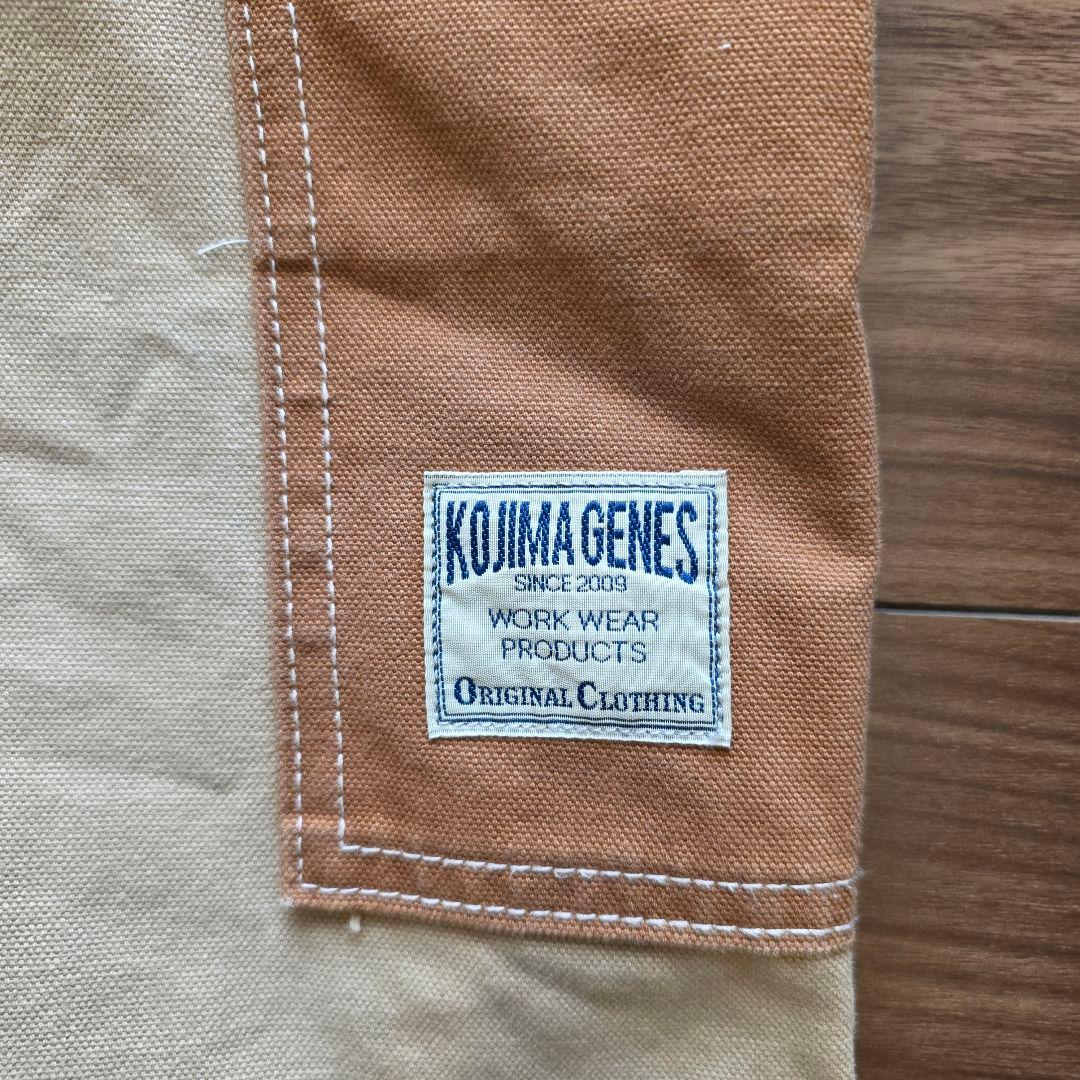 KOJIMA GENES
SINCE 2009
WORK WEAR
PRODUCTS
ORIGINAL CLOTHING